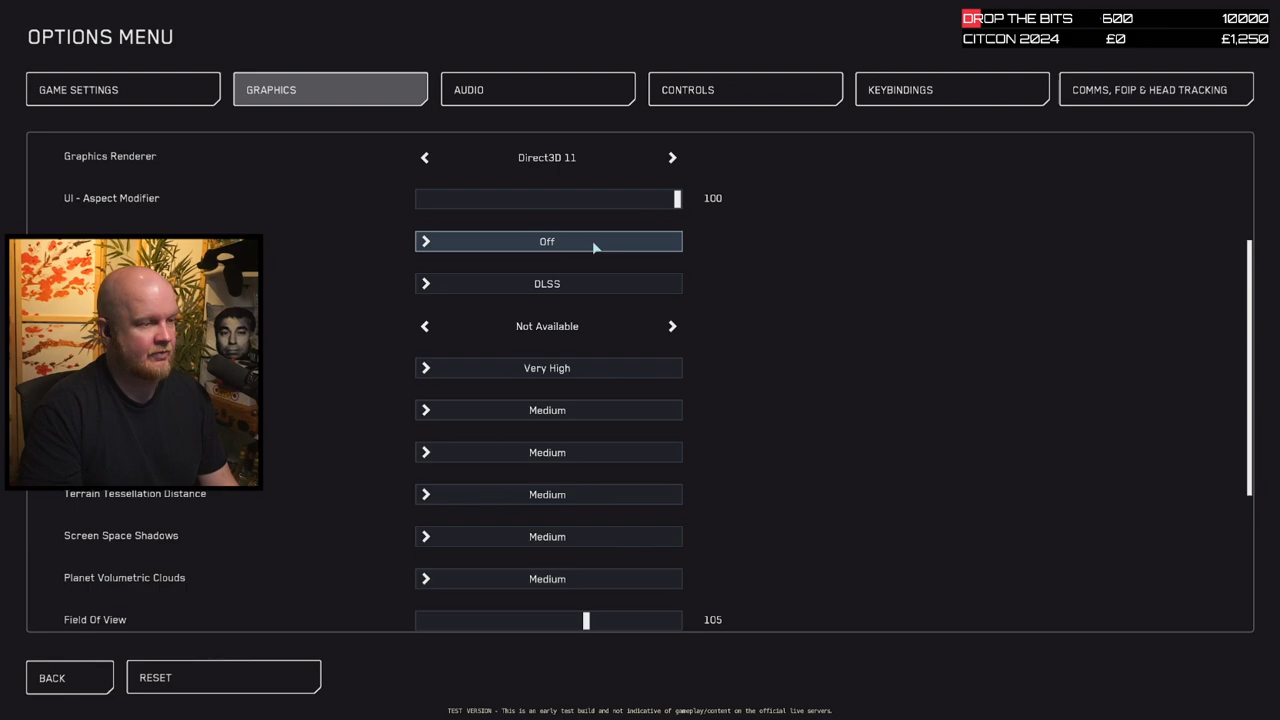 OPTIONS MENU
DROP THE BITS 600 10000
CITCON 2024 £0 £1,250
GAME SETTINGS
GRAPHICS
AUDIO
CONTROLS
KEYBINDINGS
COMMS, FOIP & HEAD TRACKING
Graphics Renderer
Direct3D 11
UI - Aspect Modifier
100
Off
DLSS
Not Available
Very High
Medium
Medium
Terrain Tessellation Distance
Medium
Screen Space Shadows
Medium
Planet Volumetric Clouds
Medium
Field Of View
105
BACK
RESET
TEST VERSION - This is an early test build and not indicative of gameplay/content on the official live servers.